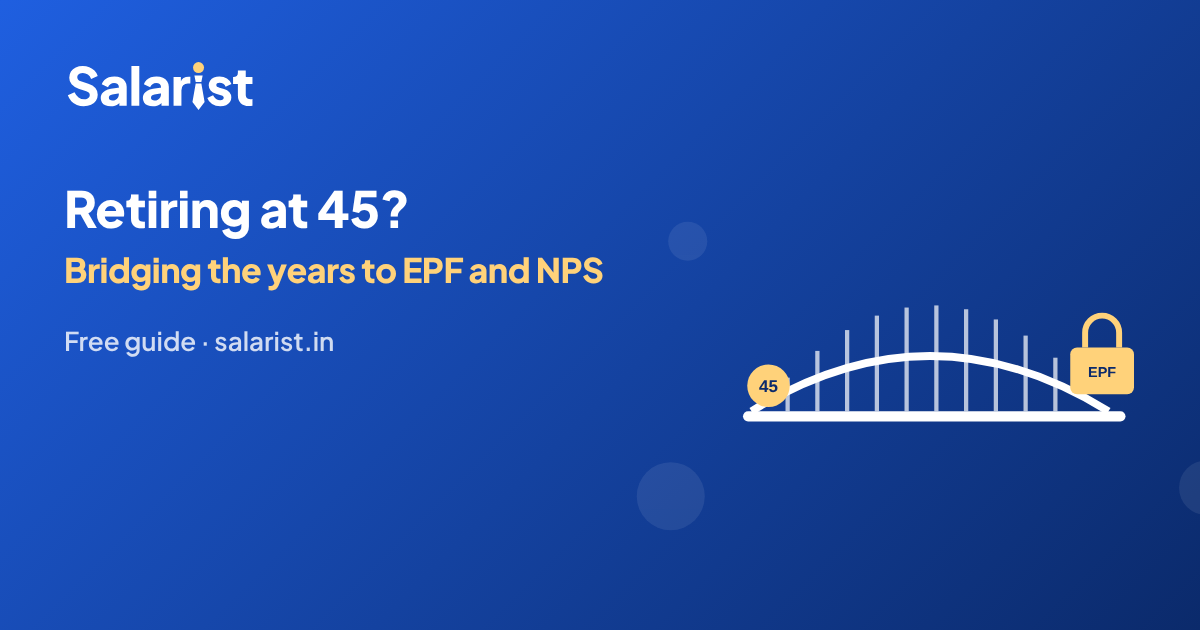 Salarist
Retiring at 45?
Bridging the years to EPF and NPS
Free guide · salarist.in
45
EPF